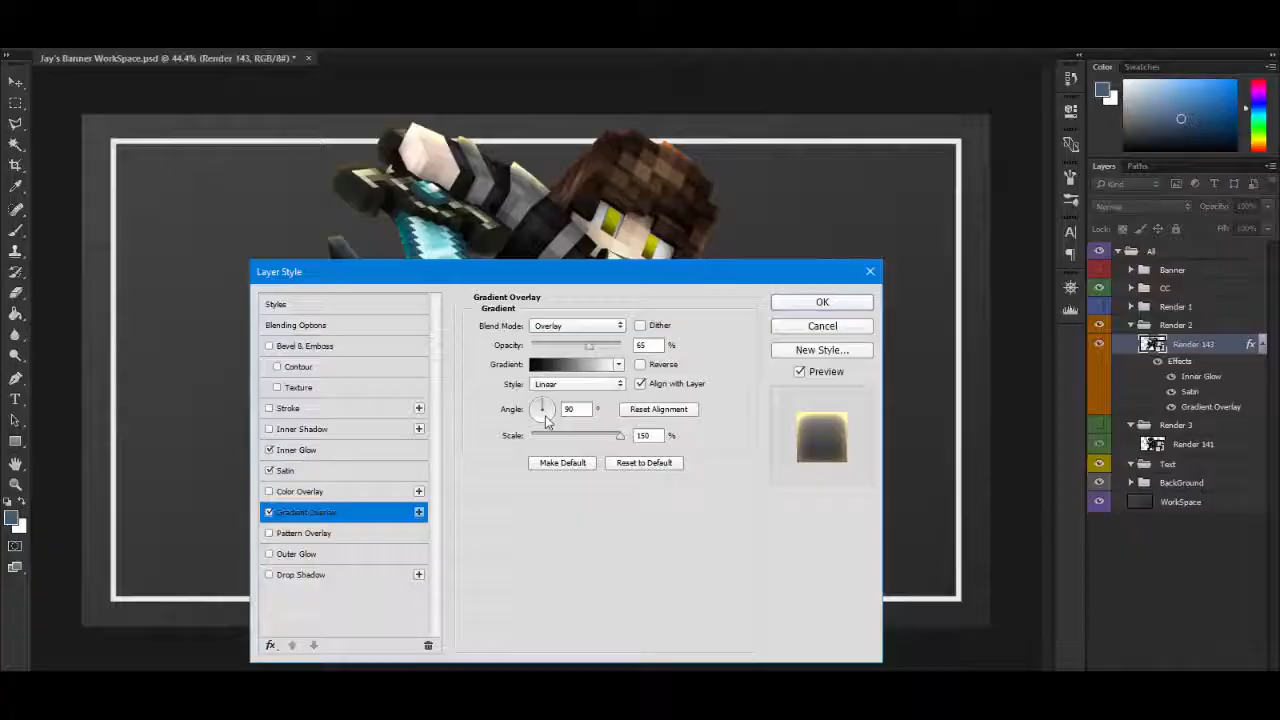 Jay's Banner WorkSpace.psd @ 44.4% (Render 143, RGB/8#) * ×
Color Swatches
Layers Paths
Kind
Normal Opacity: 100%
Lock: Fill: 100%
All
Banner
CC
Render 1
Render 2
Render 143 fx
Effects
Inner Glow
Satin
Gradient Overlay
Render 3
Render 141
Text
BackGround
WorkSpace
Layer Style
Styles
Blending Options
Bevel & Emboss
Contour
Texture
Stroke
Inner Shadow
Inner Glow
Satin
Color Overlay
Gradient Overlay
Pattern Overlay
Outer Glow
Drop Shadow
fx
Gradient Overlay
Gradient
Blend Mode: Overlay Dither
Opacity: 65 %
Gradient: Reverse
Style: Linear Align with Layer
Angle: 90 ° Reset Alignment
Scale: 150 %
Make Default Reset to Default
OK
Cancel
New Style...
Preview